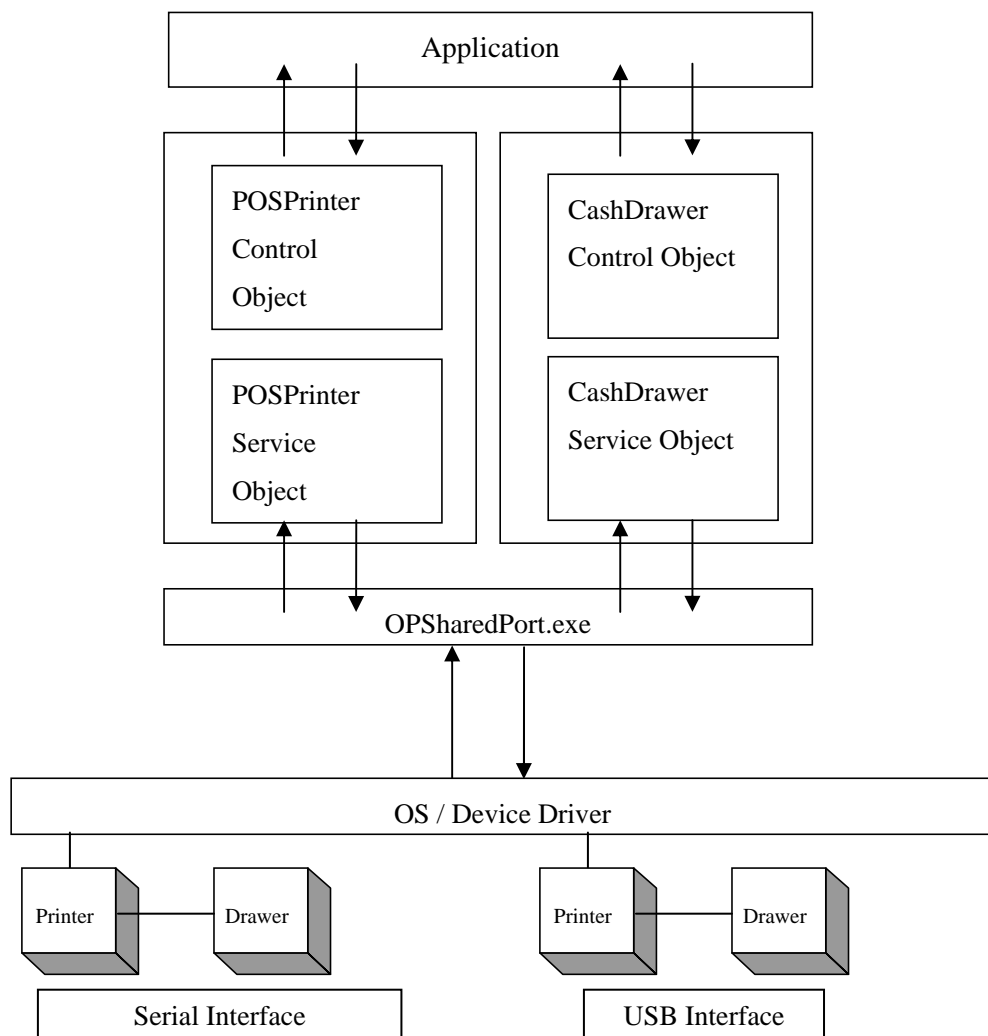 Application
POSPrinter
Control
Object
CashDrawer
Control Object
POSPrinter
Service
Object
CashDrawer
Service Object
OPSharedPort.exe
OS / Device Driver
Printer
Drawer
Printer
Drawer
Serial Interface
USB Interface